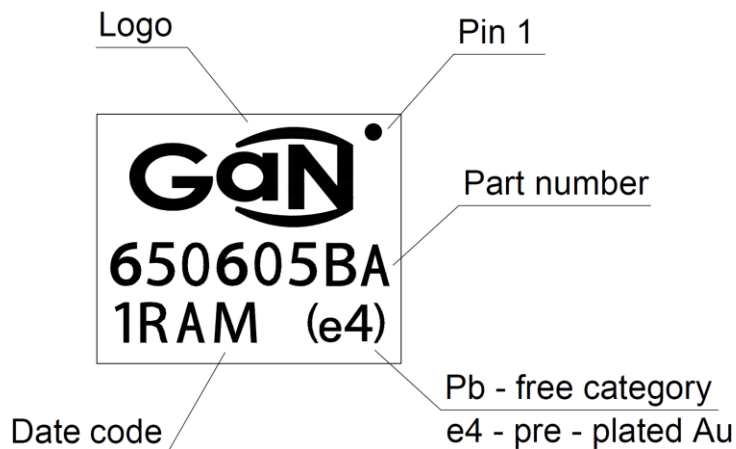 Logo
Pin 1
GaN
Part number
650605BA
1RAM (e4)
Pb - free category
e4 - pre - plated Au
Date code